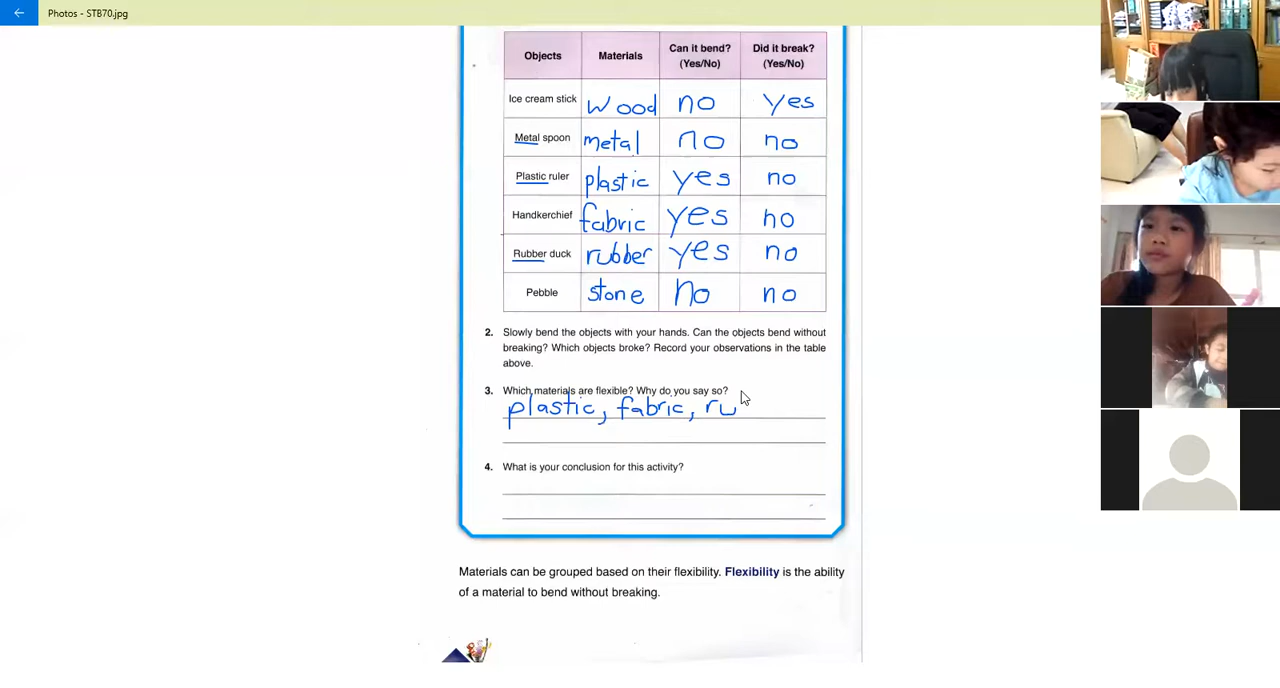 Photos - STB70.jpg
Objects Materials Can it bend? (Yes/No) Did it break? (Yes/No)
Ice cream stick wood no Yes
Metal spoon metal no no
Plastic ruler plastic yes no
Handkerchief fabric yes no
Rubber duck rubber yes no
Pebble stone no no
2. Slowly bend the objects with your hands. Can the objects bend without
breaking? Which objects broke? Record your observations in the table
above.
3. Which materials are flexible? Why do you say so?
plastic, fabric, ru
4. What is your conclusion for this activity?
Materials can be grouped based on their flexibility. Flexibility is the ability
of a material to bend without breaking.